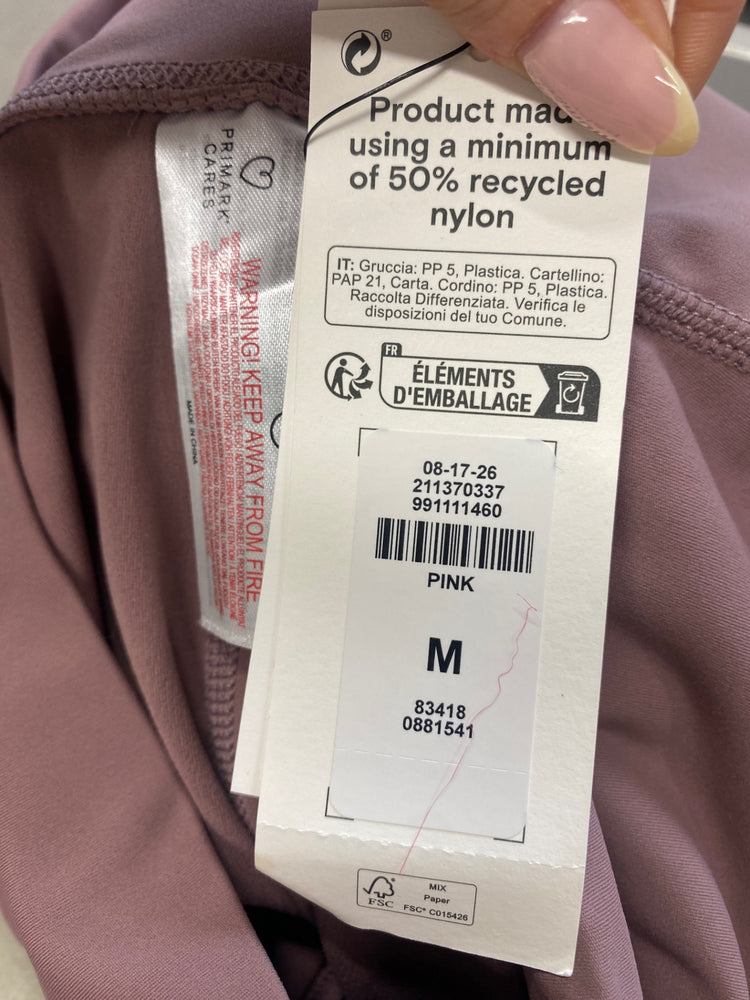 ®
Product mad
using a minimum
of 50% recycled
nylon
IT: Gruccia: PP 5, Plastica. Cartellino:
PAP 21, Carta. Cordino: PP 5, Plastica.
Raccolta Differenziata. Verifica le
disposizioni del tuo Comune.
FR
ÉLÉMENTS
D'EMBALLAGE
08-17-26
211370337
991111460
PINK
M
83418
0881541
FSC
MIX
Paper
FSC® C015426
PRIMARK
CARES
WARNING! KEEP AWAY FROM FIRE
MADE IN CHINA